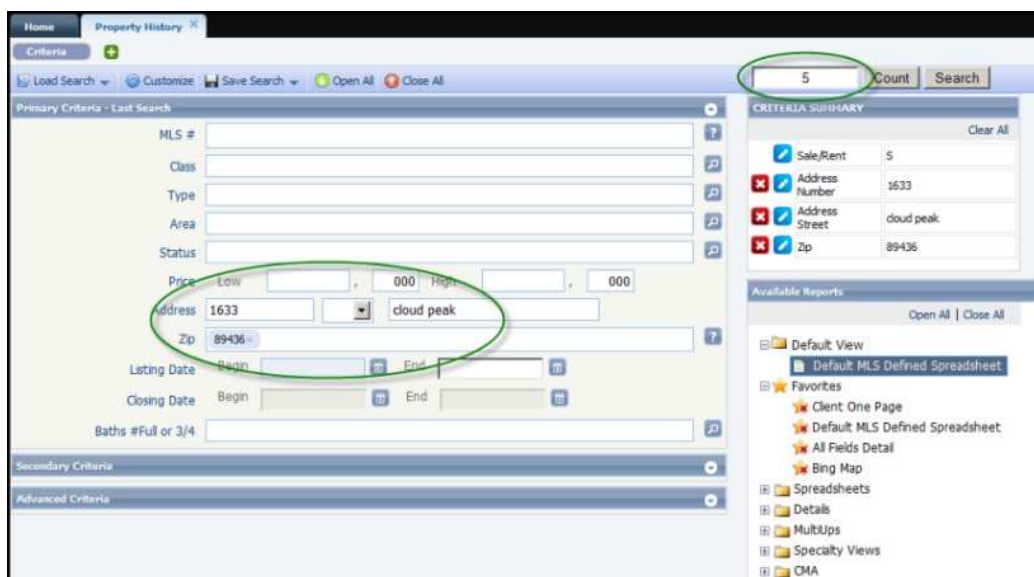 Home Property History
Criteria
Load Search Customize Save Search Open All Close All
5 Count Search
Primary Criteria - Last Search
MLS #
Class
Type
Area
Status
Price Low , 000 High , 000
Address 1633 cloud peak
Zip 89436
Listing Date Begin End
Closing Date Begin End
Baths #Full or 3/4
Secondary Criteria
Advanced Criteria
CRITERIA SUMMARY
Clear All
Sale/Rent S
Address
Number 1633
Address
Street cloud peak
Zip 89436
Available Reports
Open All | Close All
Default View
Default MLS Defined Spreadsheet
Favorites
Client One Page
Default MLS Defined Spreadsheet
All Fields Detail
Bing Map
Spreadsheets
Details
MultiUps
Specialty Views
CMA